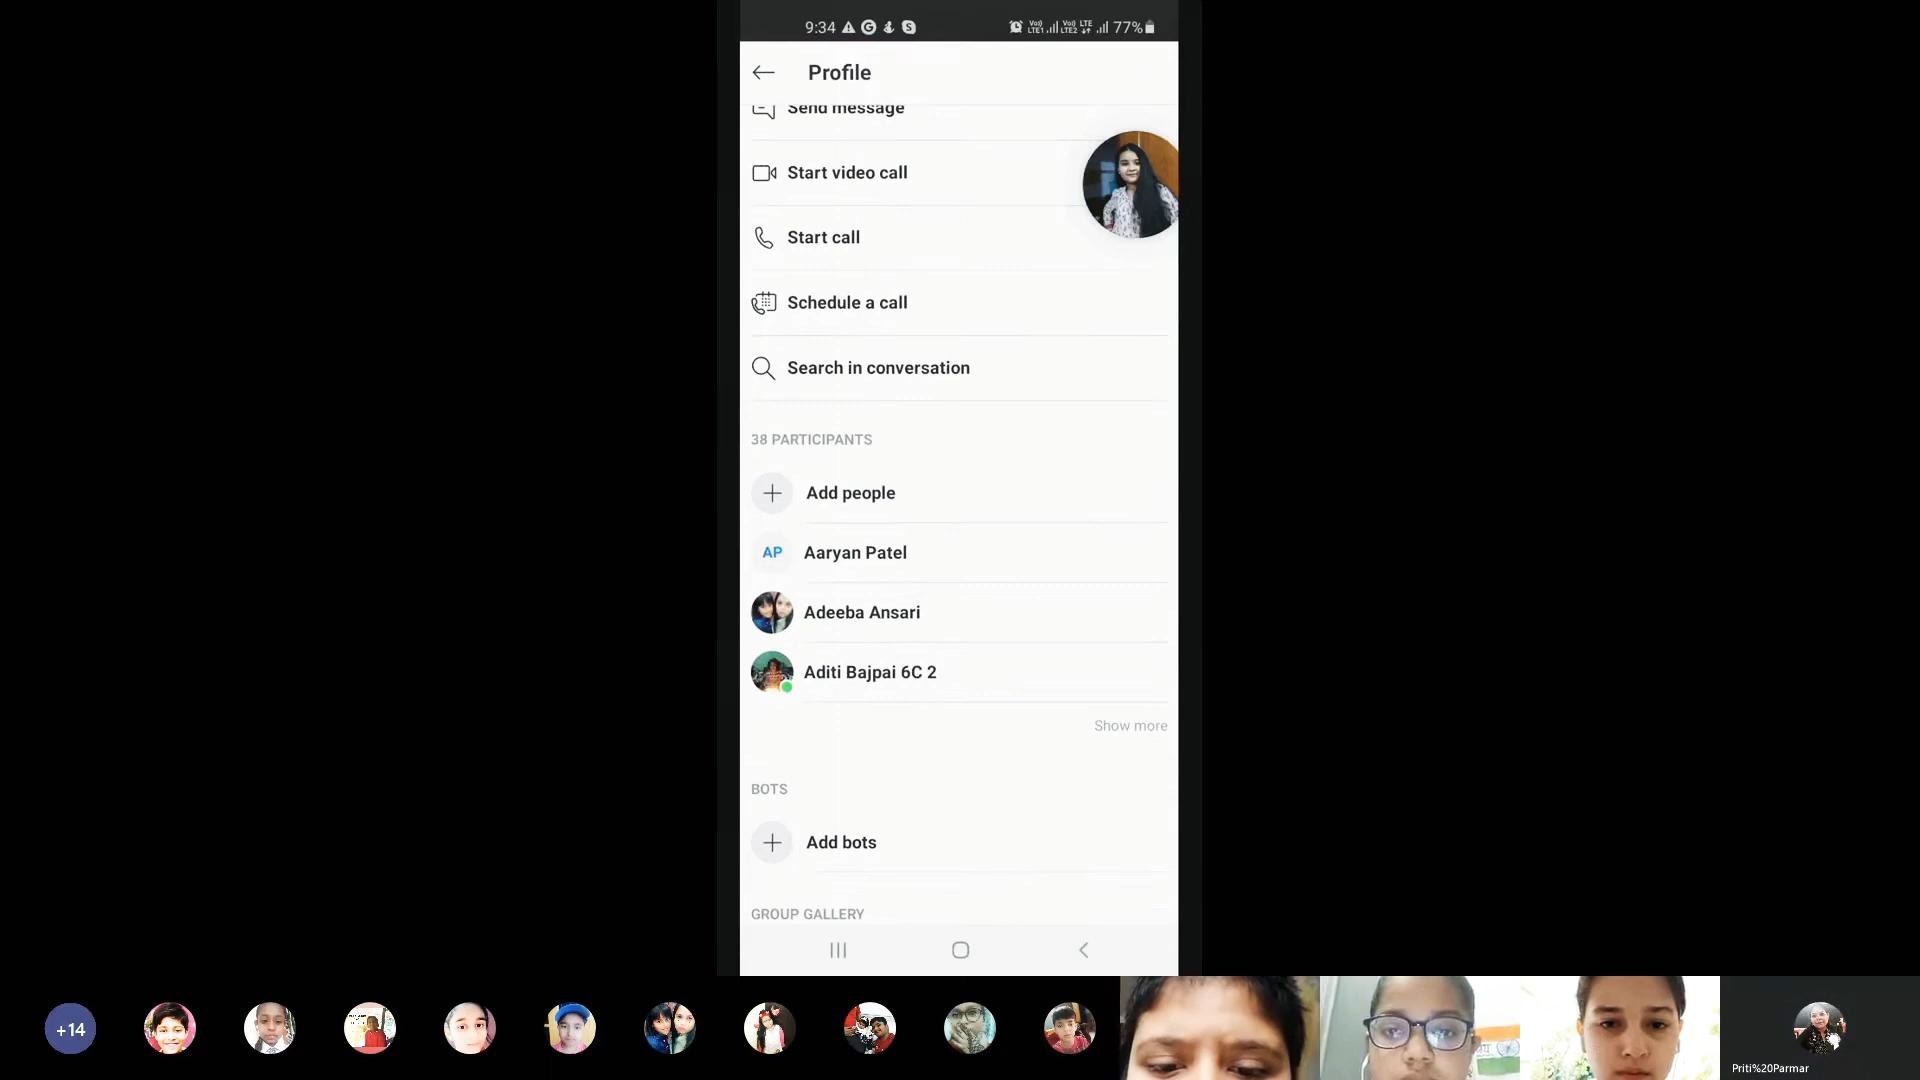 9:34 77%
Profile
Send message
Start video call
Start call
Schedule a call
Search in conversation
38 PARTICIPANTS
Add people
AP Aaryan Patel
Adeeba Ansari
Aditi Bajpai 6C 2
Show more
BOTS
Add bots
GROUP GALLERY
+14
Priti%20Parmar